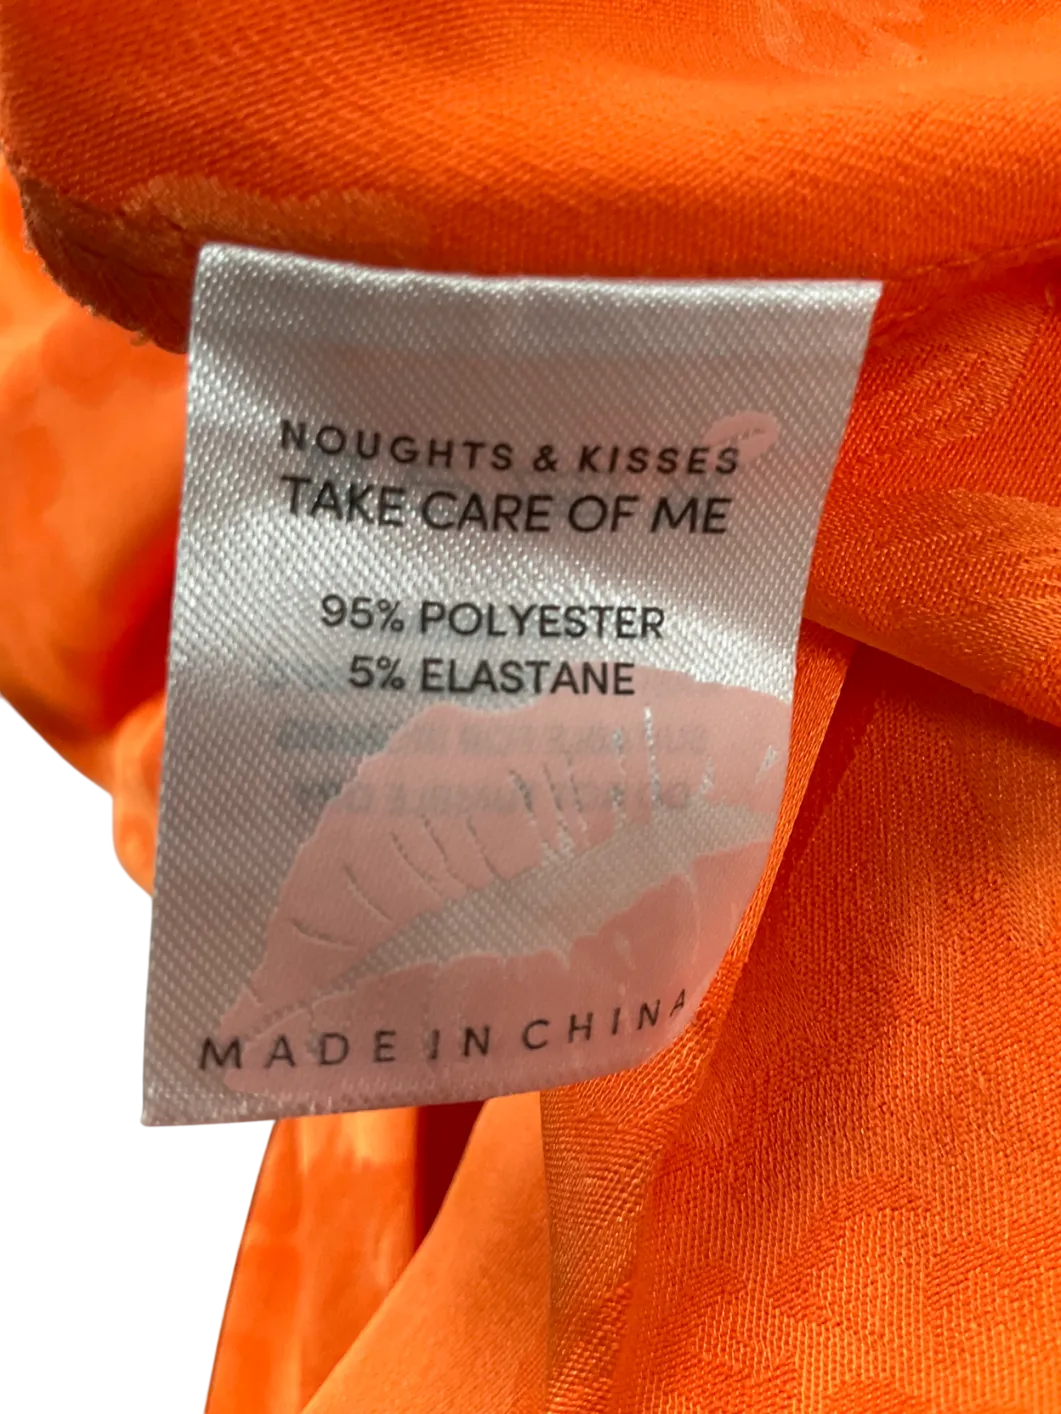 NOUGHTS & KISSES
TAKE CARE OF ME
95% POLYESTER
5% ELASTANE
MADE IN CHINA